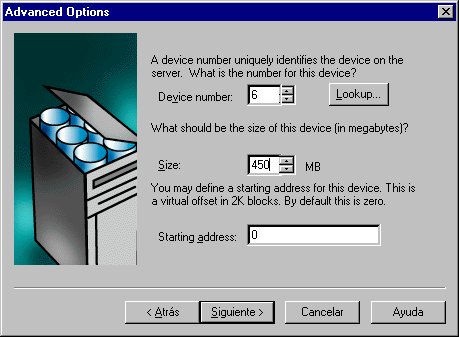 Advanced Options
A device number uniquely identifies the device on the
server. What is the number for this device?
Device number: 6 Lookup...
What should be the size of this device (in megabytes)?
Size: 450 MB
You may define a starting address for this device. This is
a virtual offset in 2K blocks. By default this is zero.
Starting address: 0
< Atrás Siguiente > Cancelar Ayuda